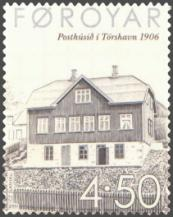 FØROYAR
Posthúsið í Tórshavn 1906
4·50